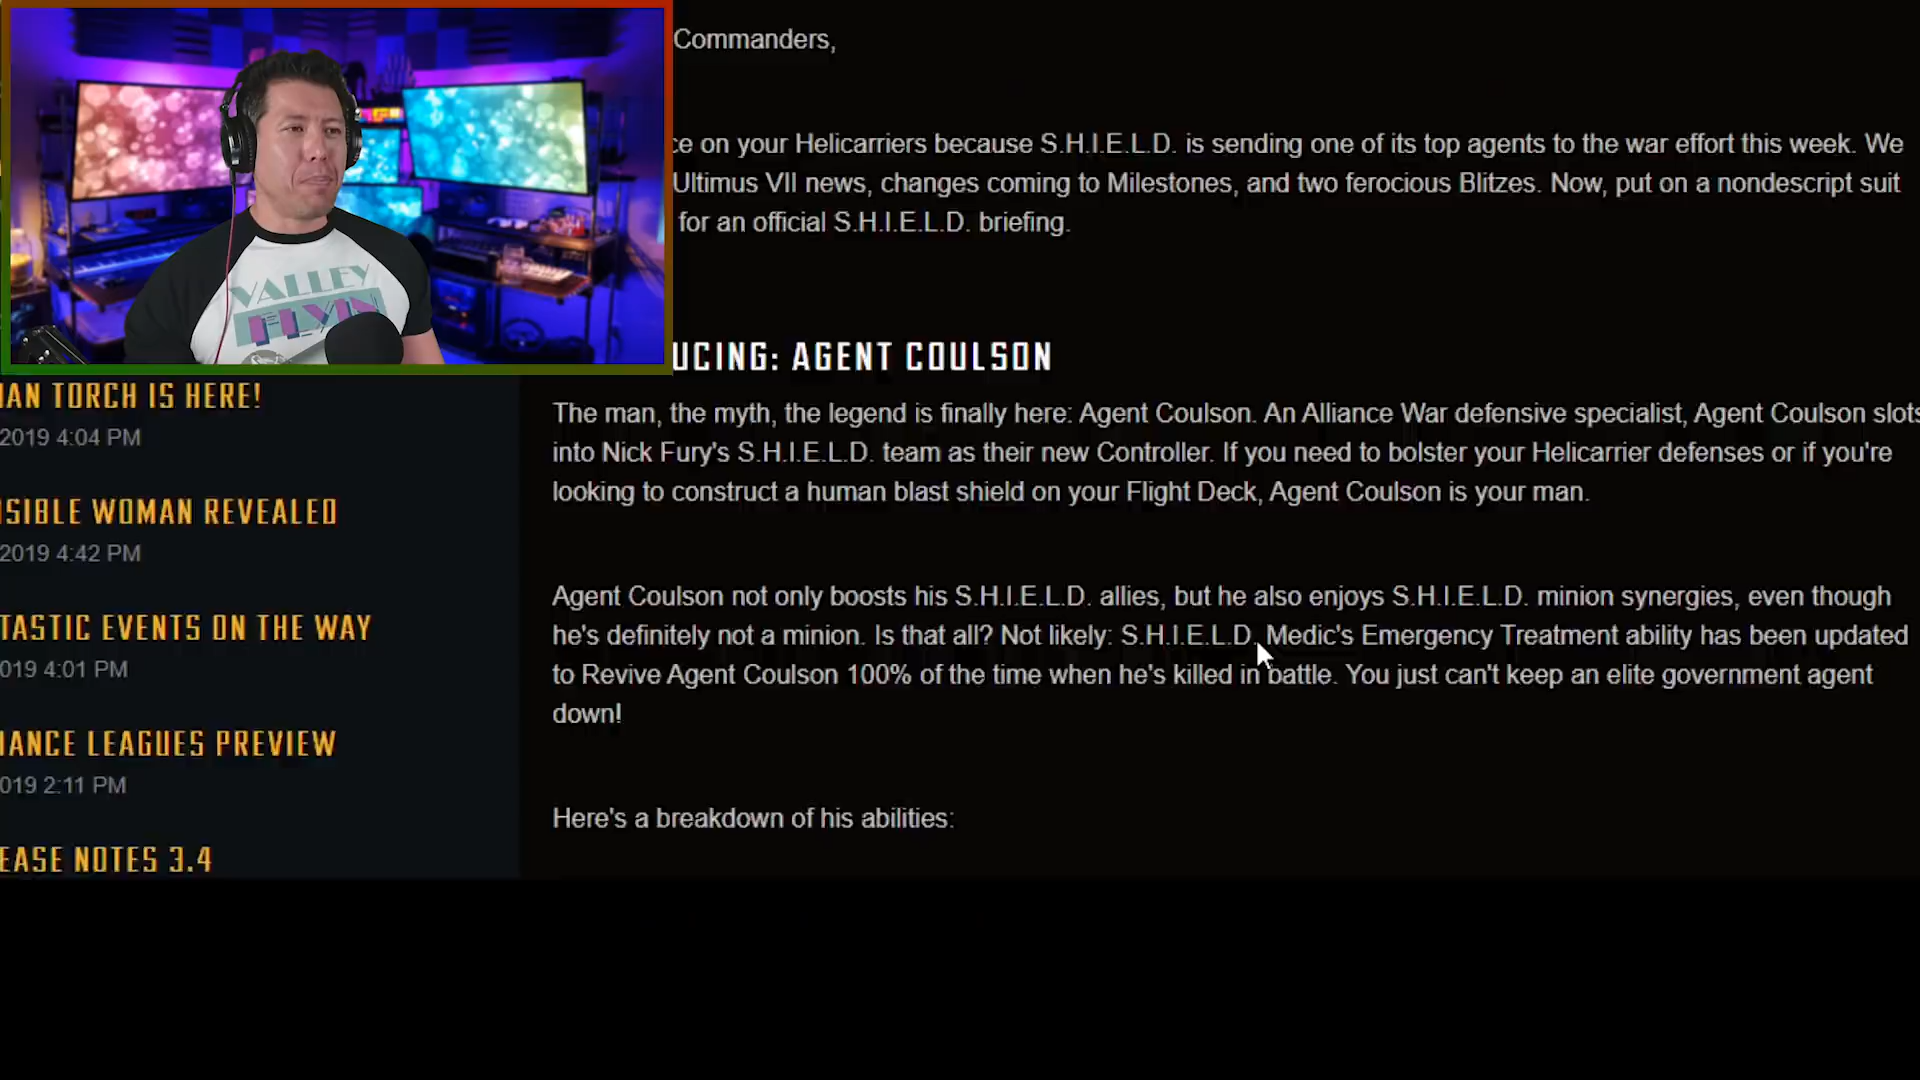 Commanders,
ce on your Helicarriers because S.H.I.E.L.D. is sending one of its top agents to the war effort this week. We
Ultimus VII news, changes coming to Milestones, and two ferocious Blitzes. Now, put on a nondescript suit
for an official S.H.I.E.L.D. briefing.
VALLEY
FLYIN
UCING: AGENT COULSON
The man, the myth, the legend is finally here: Agent Coulson. An Alliance War defensive specialist, Agent Coulson slots
into Nick Fury's S.H.I.E.L.D. team as their new Controller. If you need to bolster your Helicarrier defenses or if you're
looking to construct a human blast shield on your Flight Deck, Agent Coulson is your man.
Agent Coulson not only boosts his S.H.I.E.L.D. allies, but he also enjoys S.H.I.E.L.D. minion synergies, even though
he's definitely not a minion. Is that all? Not likely: S.H.I.E.L.D. Medic's Emergency Treatment ability has been updated
to Revive Agent Coulson 100% of the time when he's killed in battle. You just can't keep an elite government agent
down!
Here's a breakdown of his abilities:
AN TORCH IS HERE!
2019 4:04 PM
SIBLE WOMAN REVEALED
2019 4:42 PM
TASTIC EVENTS ON THE WAY
019 4:01 PM
IANCE LEAGUES PREVIEW
019 2:11 PM
EASE NOTES 3.4